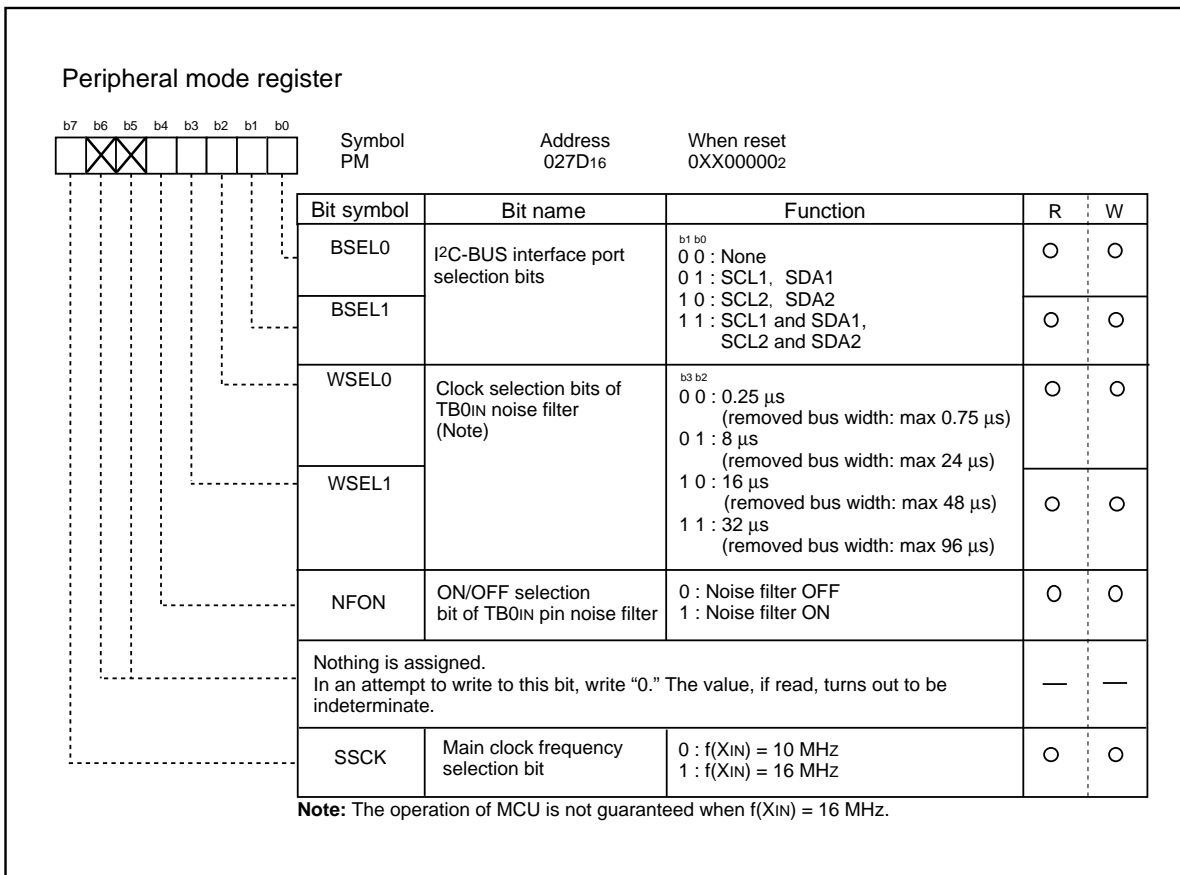 Peripheral mode register
b7 b6 b5 b4 b3 b2 b1 b0
Symbol Address When reset
PM 027D16 0XX000002
Bit symbol Bit name Function R W
BSEL0
BSEL1
I2C-BUS interface port
selection bits
b1 b0
0 0 : None
0 1 : SCL1, SDA1
1 0 : SCL2, SDA2
1 1 : SCL1 and SDA1,
SCL2 and SDA2
WSEL0
WSEL1
Clock selection bits of
TB0IN noise filter
(Note)
b3 b2
0 0 : 0.25 µs
(removed bus width: max 0.75 µs)
0 1 : 8 µs
(removed bus width: max 24 µs)
1 0 : 16 µs
(removed bus width: max 48 µs)
1 1 : 32 µs
(removed bus width: max 96 µs)
NFON
ON/OFF selection
bit of TB0IN pin noise filter
0 : Noise filter OFF
1 : Noise filter ON
Nothing is assigned.
In an attempt to write to this bit, write “0.” The value, if read, turns out to be
indeterminate.
— —
SSCK
Main clock frequency
selection bit
0 : f(XIN) = 10 MHz
1 : f(XIN) = 16 MHz
Note: The operation of MCU is not guaranteed when f(XIN) = 16 MHz.